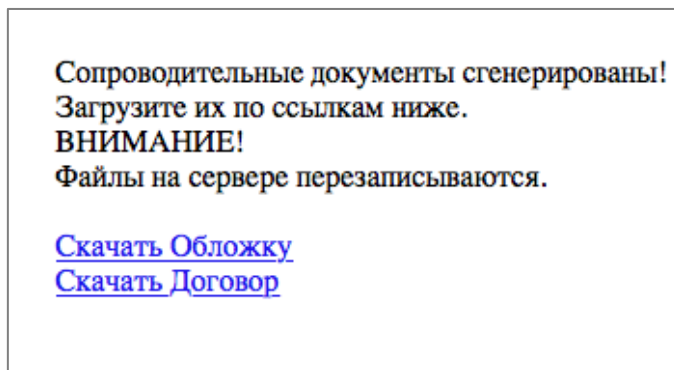 Сопроводительные документы сгенерированы!
Загрузите их по ссылкам ниже.
ВНИМАНИЕ!
Файлы на сервере перезаписываются.
Скачать Обложку
Скачать Договор